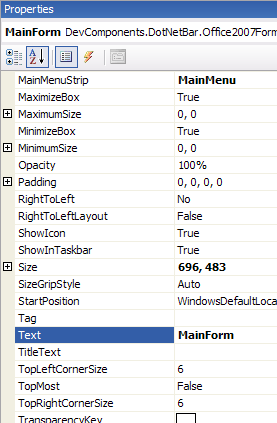 Properties
MainForm DevComponents.DotNetBar.Office2007Form
MainMenuStrip MainMenu
MaximizeBox True
MaximumSize 0, 0
MinimizeBox True
MinimumSize 0, 0
Opacity 100%
Padding 0, 0, 0, 0
RightToLeft No
RightToLeftLayout False
ShowIcon True
ShowInTaskbar True
Size 696, 483
SizeGripStyle Auto
StartPosition WindowsDefaultLoca
Tag
Text MainForm
TitleText
TopLeftCornerSize 6
TopMost False
TopRightCornerSize 6
TransparencyKey